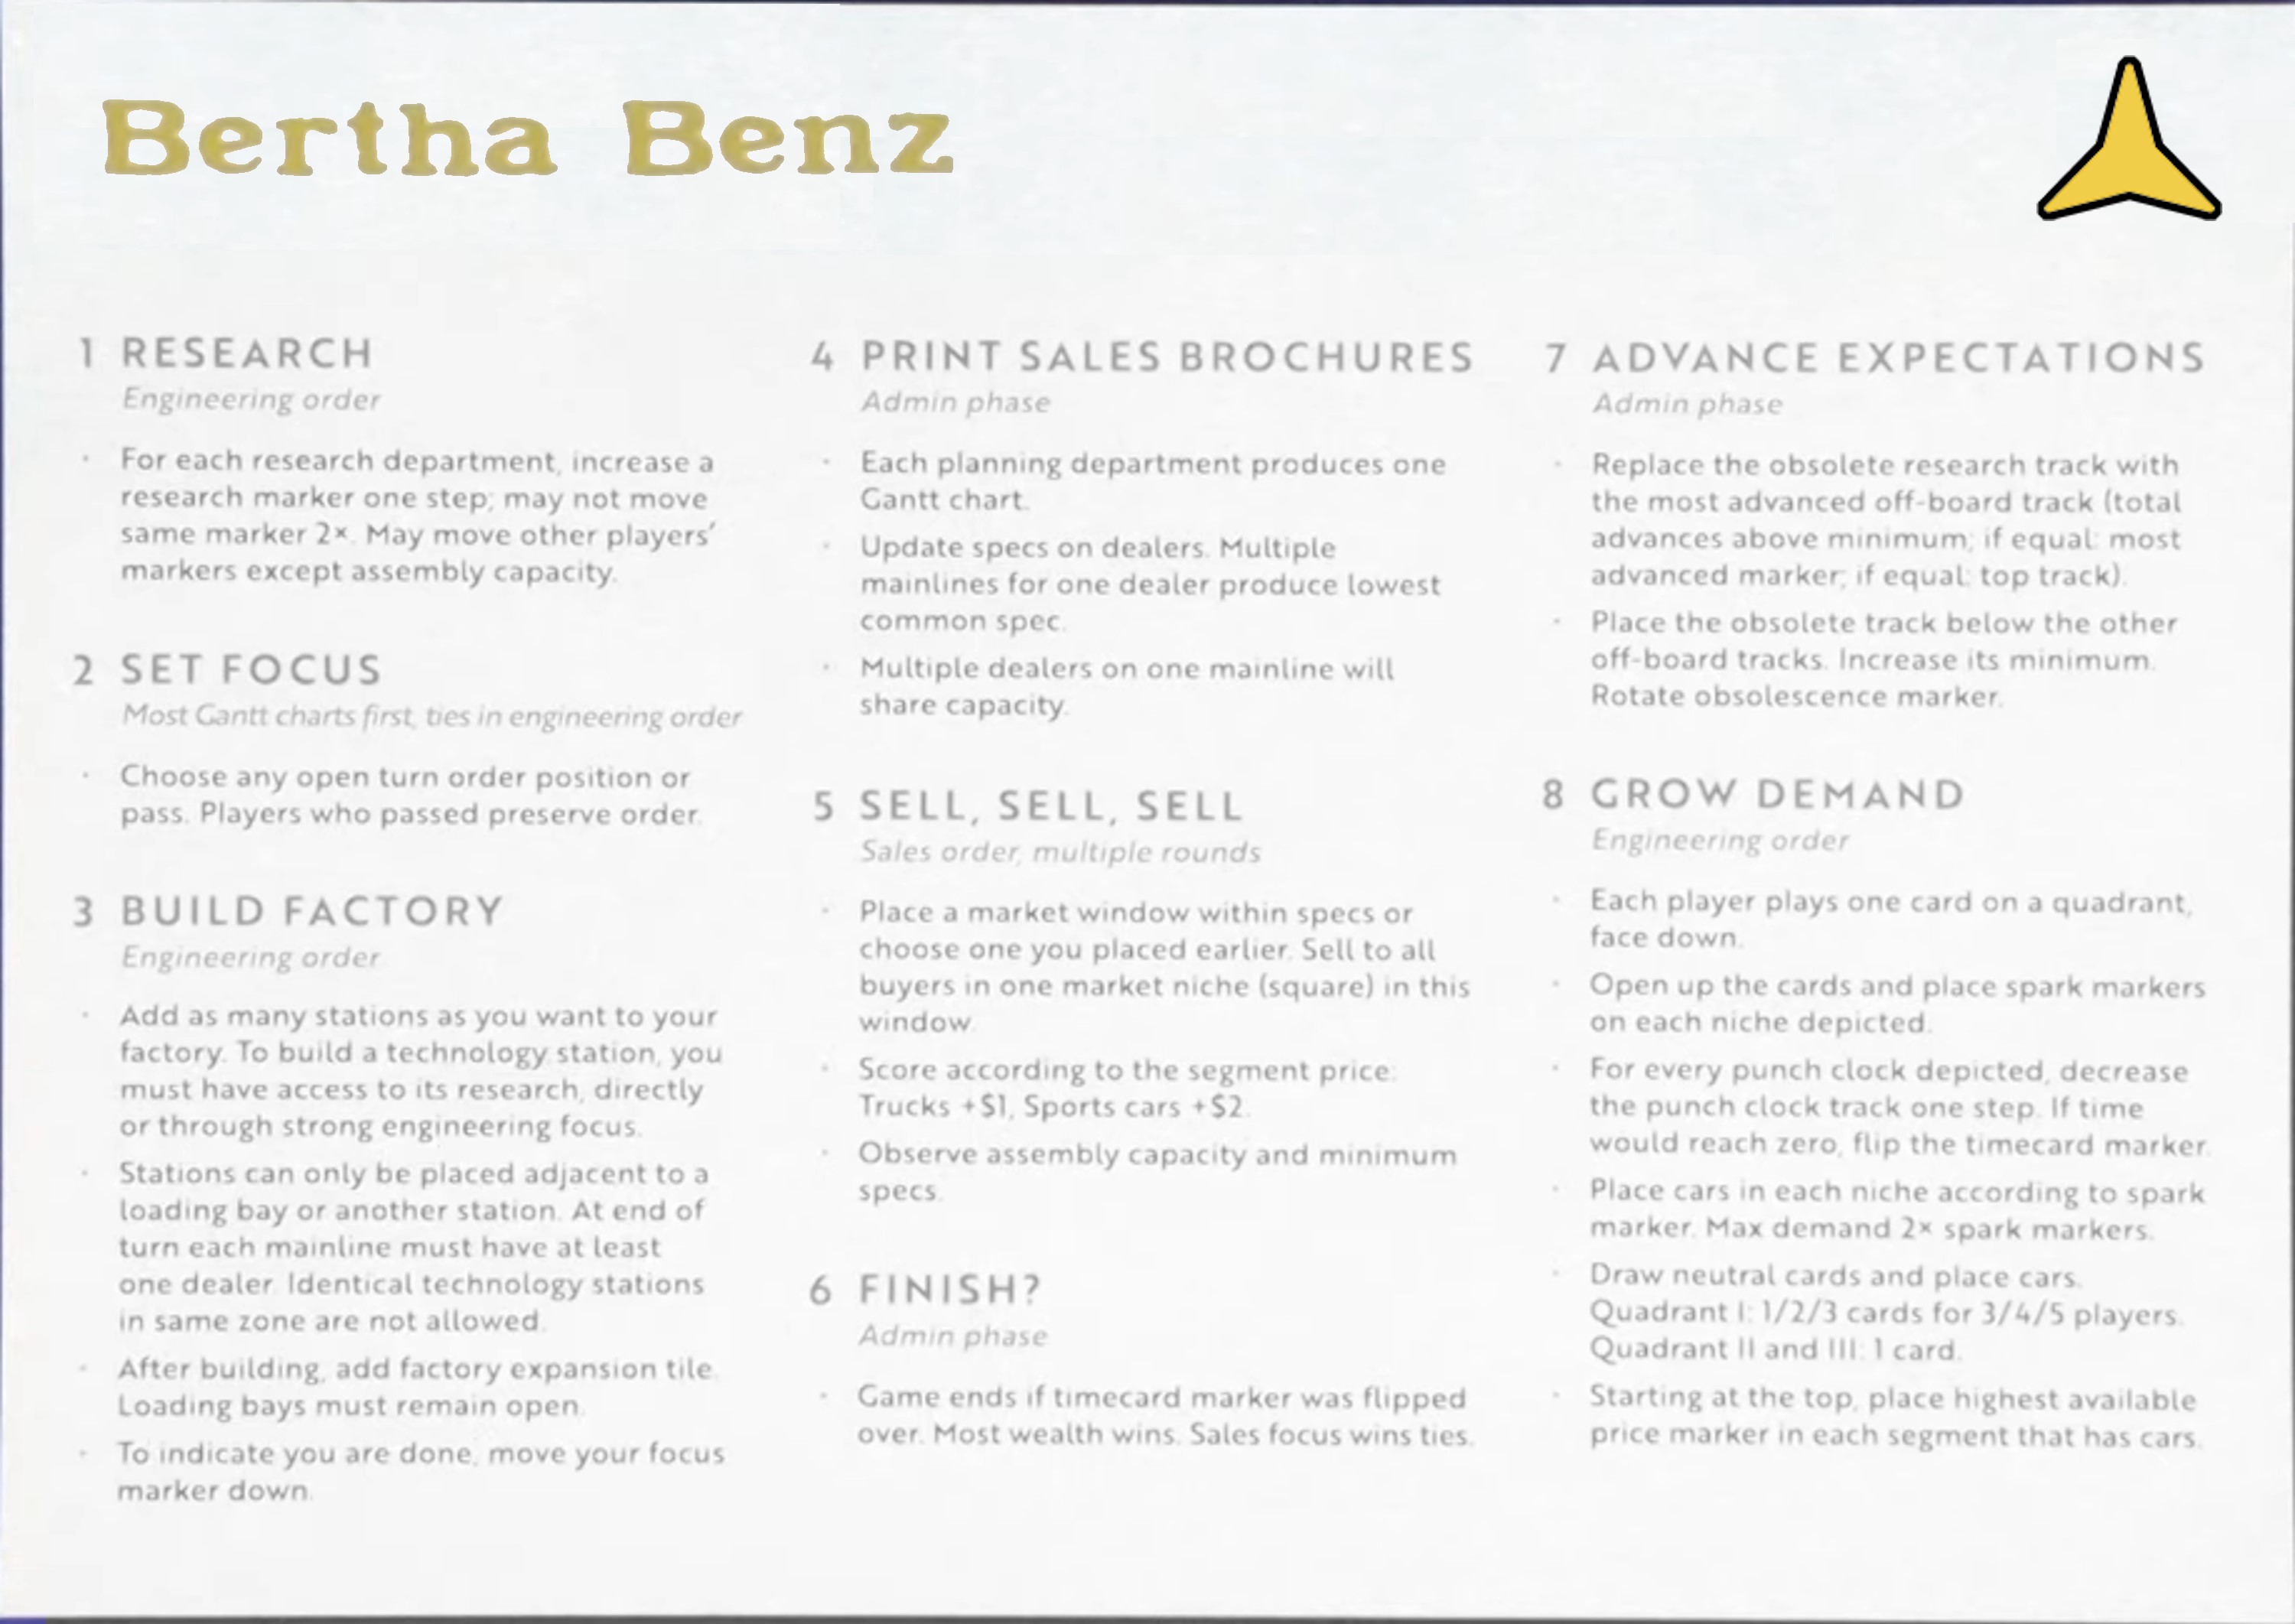 Bertha Benz
1 RESEARCH
Engineering order
· For each research department, increase a
research marker one step; may not move
same marker 2×. May move other players'
markers except assembly capacity.
2 SET FOCUS
Most Gantt charts first, ties in engineering order
· Choose any open turn order position or
pass. Players who passed preserve order.
3 BUILD FACTORY
Engineering order
· Add as many stations as you want to your
factory. To build a technology station, you
must have access to its research, directly
or through strong engineering focus.
· Stations can only be placed adjacent to a
loading bay or another station. At end of
turn each mainline must have at least
one dealer. Identical technology stations
in same zone are not allowed.
· After building, add factory expansion tile.
Loading bays must remain open.
· To indicate you are done, move your focus
marker down.
4 PRINT SALES BROCHURES
Admin phase
· Each planning department produces one
Gantt chart.
· Update specs on dealers. Multiple
mainlines for one dealer produce lowest
common spec.
· Multiple dealers on one mainline will
share capacity.
5 SELL, SELL, SELL
Sales order, multiple rounds
· Place a market window within specs or
choose one you placed earlier. Sell to all
buyers in one market niche (square) in this
window.
· Score according to the segment price:
Trucks +$1, Sports cars +$2.
· Observe assembly capacity and minimum
specs.
6 FINISH?
Admin phase
· Game ends if timecard marker was flipped
over. Most wealth wins. Sales focus wins ties.
7 ADVANCE EXPECTATIONS
Admin phase
· Replace the obsolete research track with
the most advanced off-board track (total
advances above minimum; if equal: most
advanced marker; if equal: top track).
· Place the obsolete track below the other
off-board tracks. Increase its minimum.
Rotate obsolescence marker.
8 GROW DEMAND
Engineering order
· Each player plays one card on a quadrant,
face down.
· Open up the cards and place spark markers
on each niche depicted.
· For every punch clock depicted, decrease
the punch clock track one step. If time
would reach zero, flip the timecard marker.
· Place cars in each niche according to spark
marker. Max demand 2× spark markers.
· Draw neutral cards and place cars.
Quadrant I: 1/2/3 cards for 3/4/5 players.
Quadrant II and III: 1 card.
· Starting at the top, place highest available
price marker in each segment that has cars.